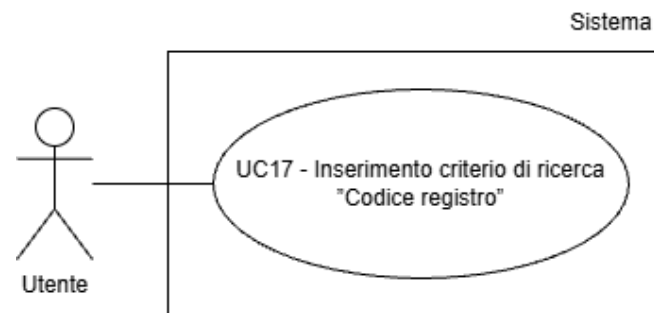 Sistema
UC17 - Inserimento criterio di ricerca
"Codice registro"
Utente